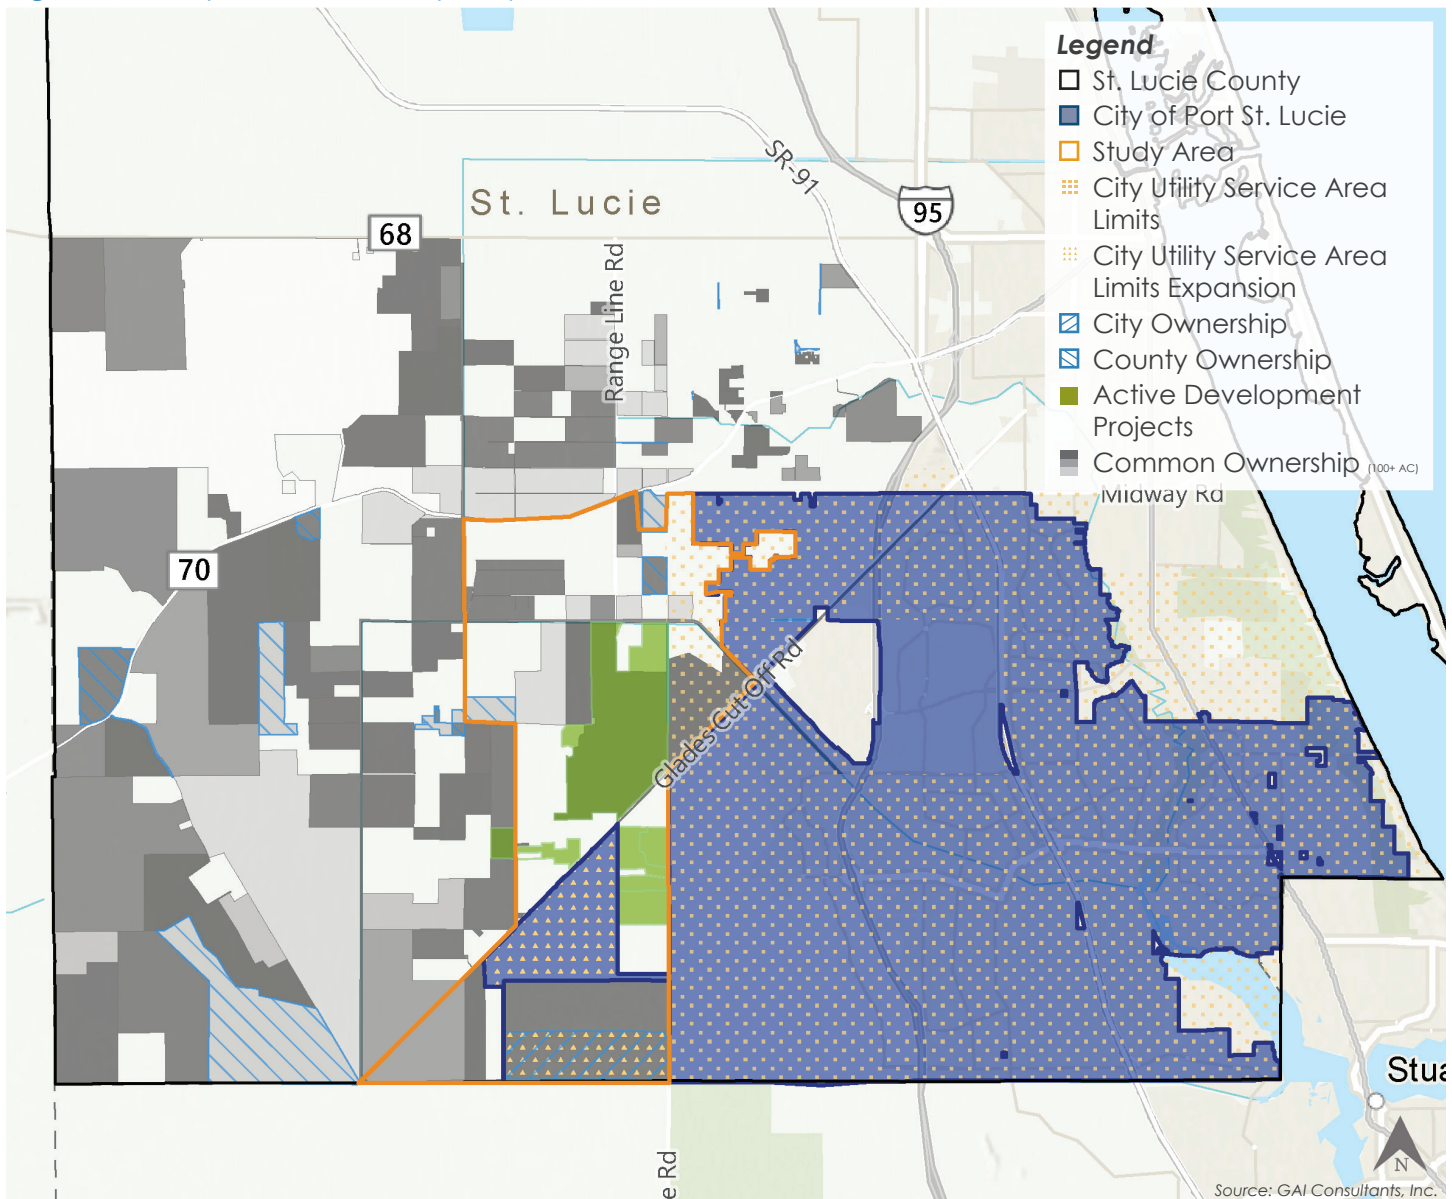 Legend
St. Lucie County
City of Port St. Lucie
Study Area
City Utility Service Area
Limits
City Utility Service Area
Limits Expansion
City Ownership
County Ownership
Active Development
Projects
Common Ownership (100+ AC)
Midway Rd
SR-91
St. Lucie
95
68
Range Line Rd
70
Glades Cut Off Rd
Stua
e Rd
N
Source: GAI Consultants, Inc.